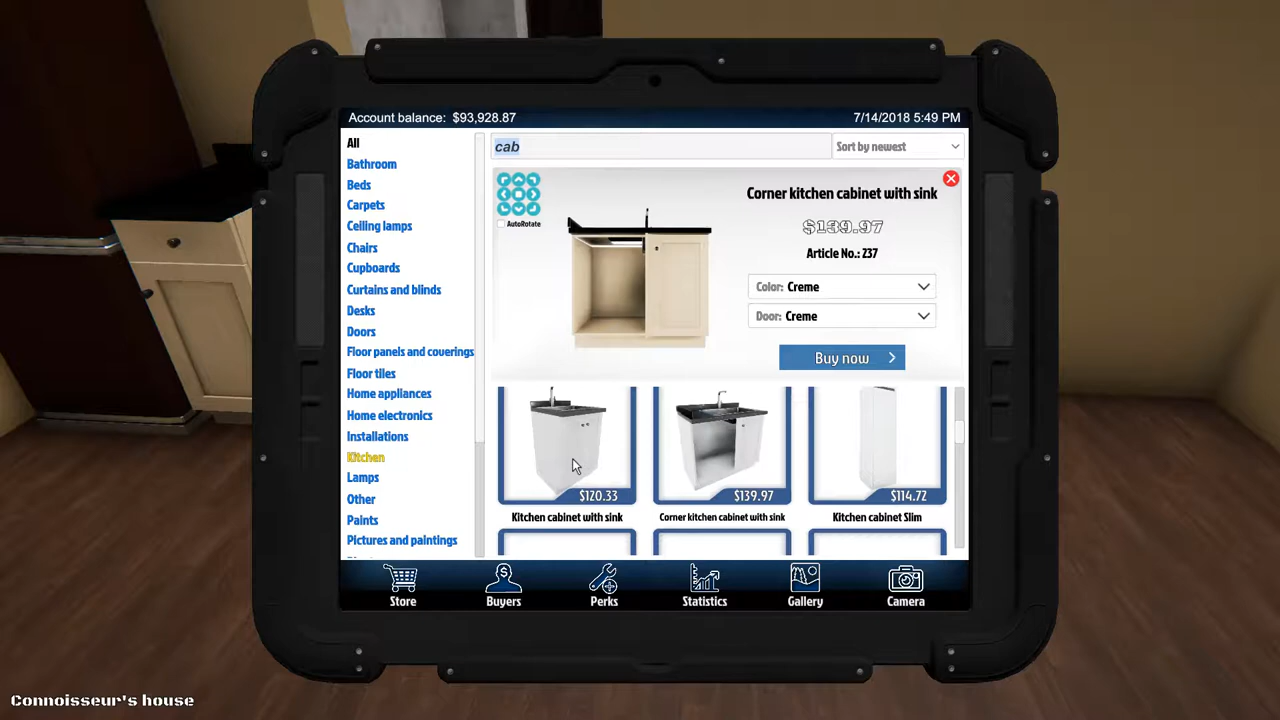 Account balance: $93,928.87
7/14/2018 5:49 PM
All
Bathroom
Beds
Carpets
Ceiling lamps
Chairs
Cupboards
Curtains and blinds
Desks
Doors
Floor panels and coverings
Floor tiles
Home appliances
Home electronics
Installations
Kitchen
Lamps
Other
Paints
Pictures and paintings
cab
Sort by newest
AutoRotate
Corner kitchen cabinet with sink
$139.97
Article No.: 237
Color: Creme
Door: Creme
Buy now
$120.33
$139.97
$114.72
Kitchen cabinet with sink
Corner kitchen cabinet with sink
Kitchen cabinet Slim
Store
Buyers
Perks
Statistics
Gallery
Camera
Connoisseur's house